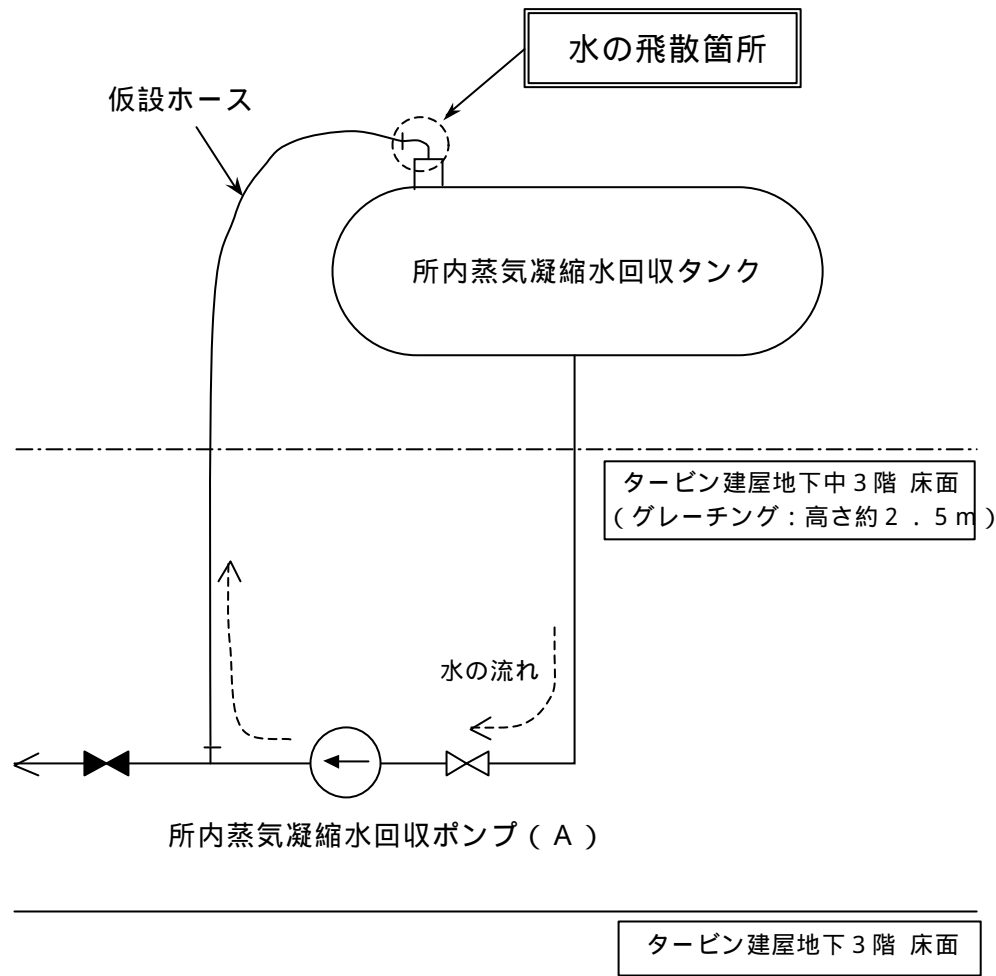 水の飛散箇所
仮設ホース
所内蒸気凝縮水回収タンク
タービン建屋地下中3階 床面
(グレーチング：高さ約2．5m)
水の流れ
所内蒸気凝縮水回収ポンプ(A)
タービン建屋地下3階 床面